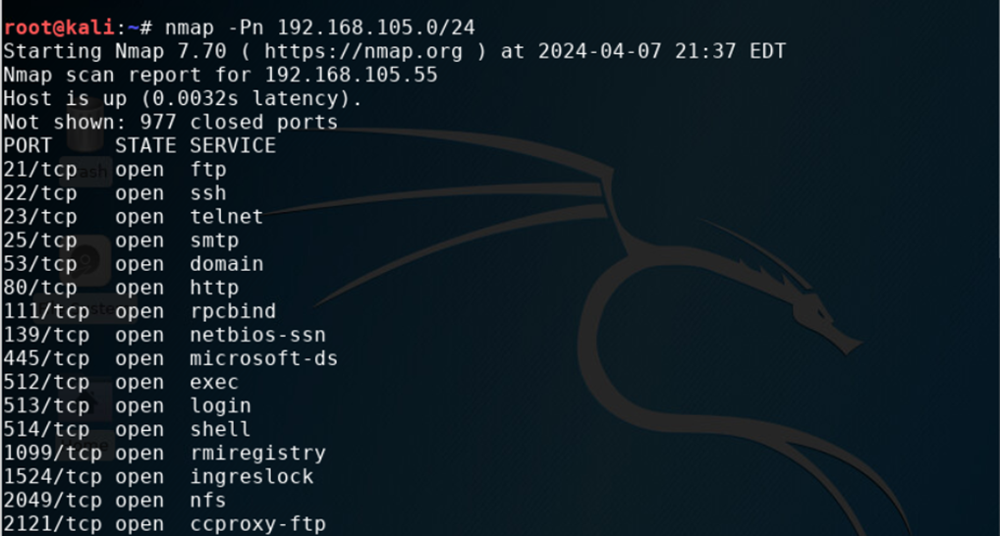 root@kali:~# nmap -Pn 192.168.105.0/24
Starting Nmap 7.70 ( https://nmap.org ) at 2024-04-07 21:37 EDT
Nmap scan report for 192.168.105.55
Host is up (0.0032s latency).
Not shown: 977 closed ports
PORT     STATE SERVICE
21/tcp   open  ftp
22/tcp   open  ssh
23/tcp   open  telnet
25/tcp   open  smtp
53/tcp   open  domain
80/tcp   open  http
111/tcp  open  rpcbind
139/tcp  open  netbios-ssn
445/tcp  open  microsoft-ds
512/tcp  open  exec
513/tcp  open  login
514/tcp  open  shell
1099/tcp open  rmiregistry
1524/tcp open  ingreslock
2049/tcp open  nfs
2121/tcp open  ccproxy-ftp